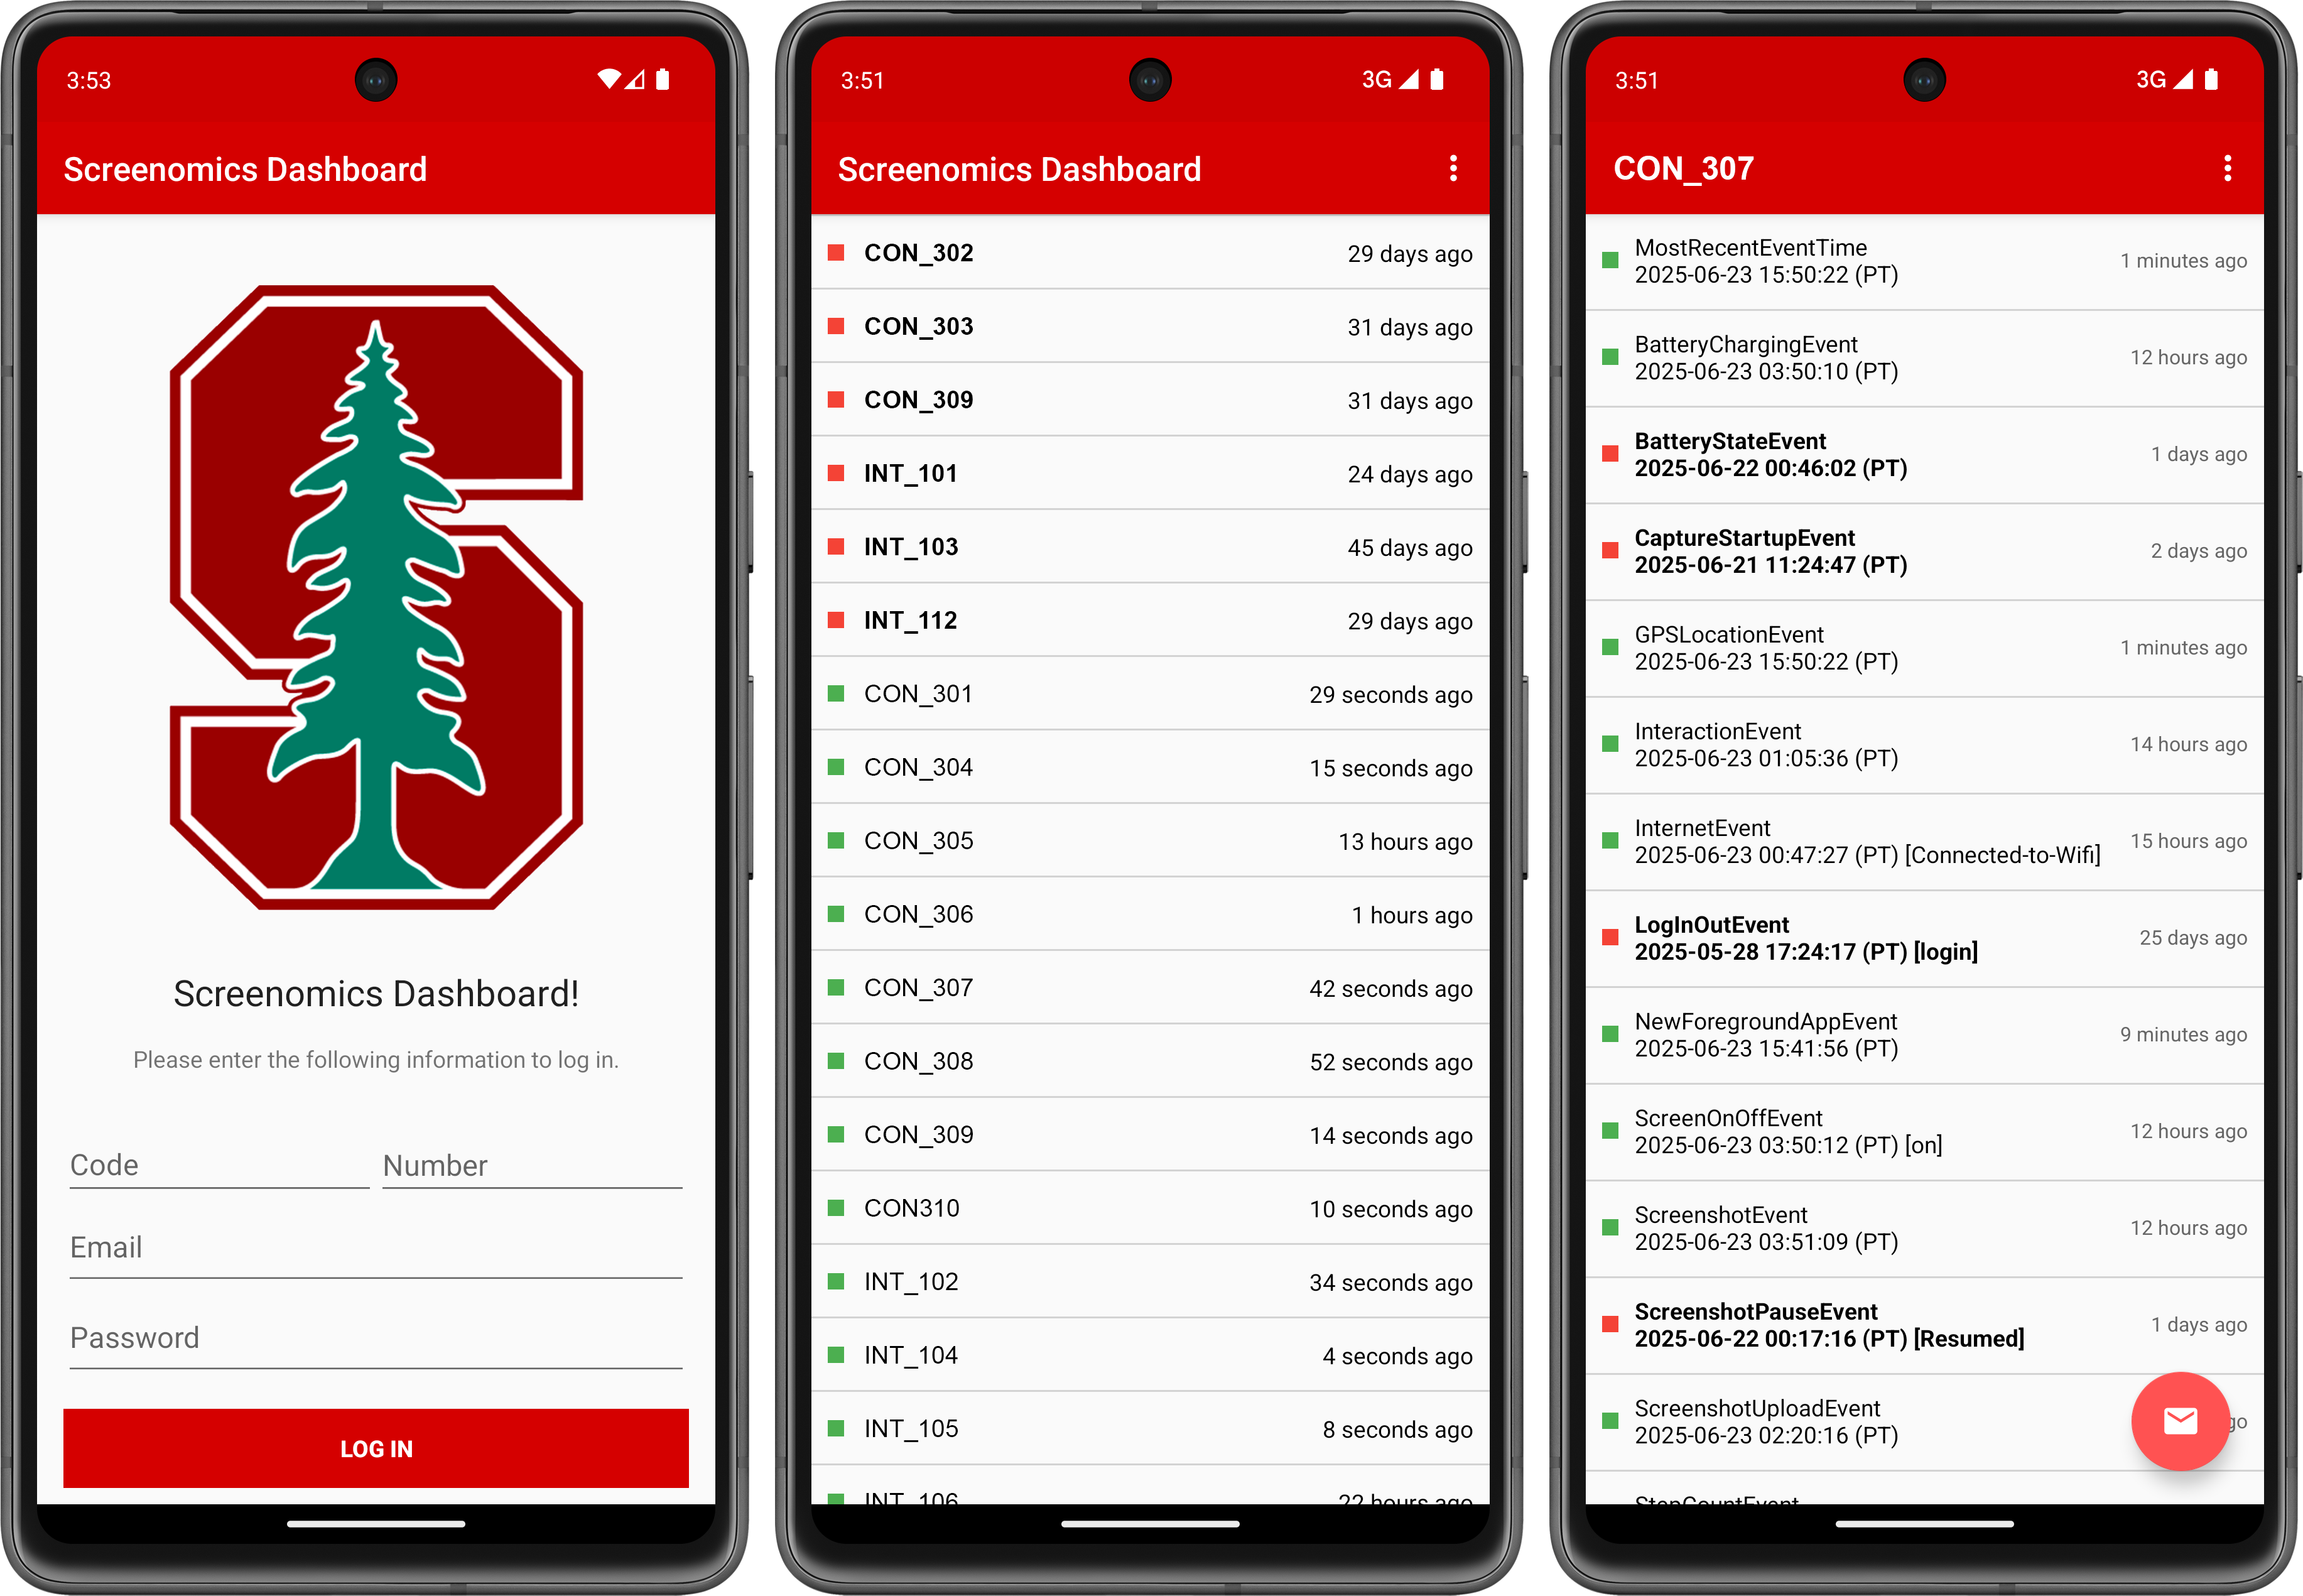 3:53
Screenomics Dashboard
Screenomics Dashboard!
Please enter the following information to log in.
Code
Number
Email
Password
LOG IN
3:51
3G
Screenomics Dashboard
CON_302
29 days ago
CON_303
31 days ago
CON_309
31 days ago
INT_101
24 days ago
INT_103
45 days ago
INT_112
29 days ago
CON_301
29 seconds ago
CON_304
15 seconds ago
CON_305
13 hours ago
CON_306
1 hours ago
CON_307
42 seconds ago
CON_308
52 seconds ago
CON_309
14 seconds ago
CON310
10 seconds ago
INT_102
34 seconds ago
INT_104
4 seconds ago
INT_105
8 seconds ago
INT_106
22 hours ago
3:51
3G
CON_307
MostRecentEventTime
2025-06-23 15:50:22 (PT)
1 minutes ago
BatteryChargingEvent
2025-06-23 03:50:10 (PT)
12 hours ago
BatteryStateEvent
2025-06-22 00:46:02 (PT)
1 days ago
CaptureStartupEvent
2025-06-21 11:24:47 (PT)
2 days ago
GPSLocationEvent
2025-06-23 15:50:22 (PT)
1 minutes ago
InteractionEvent
2025-06-23 01:05:36 (PT)
14 hours ago
InternetEvent
2025-06-23 00:47:27 (PT) [Connected-to-Wifi]
15 hours ago
LogInOutEvent
2025-05-28 17:24:17 (PT) [login]
25 days ago
NewForegroundAppEvent
2025-06-23 15:41:56 (PT)
9 minutes ago
ScreenOnOffEvent
2025-06-23 03:50:12 (PT) [on]
12 hours ago
ScreenshotEvent
2025-06-23 03:51:09 (PT)
12 hours ago
ScreenshotPauseEvent
2025-06-22 00:17:16 (PT) [Resumed]
1 days ago
ScreenshotUploadEvent
2025-06-23 02:20:16 (PT)
StepCountEvent